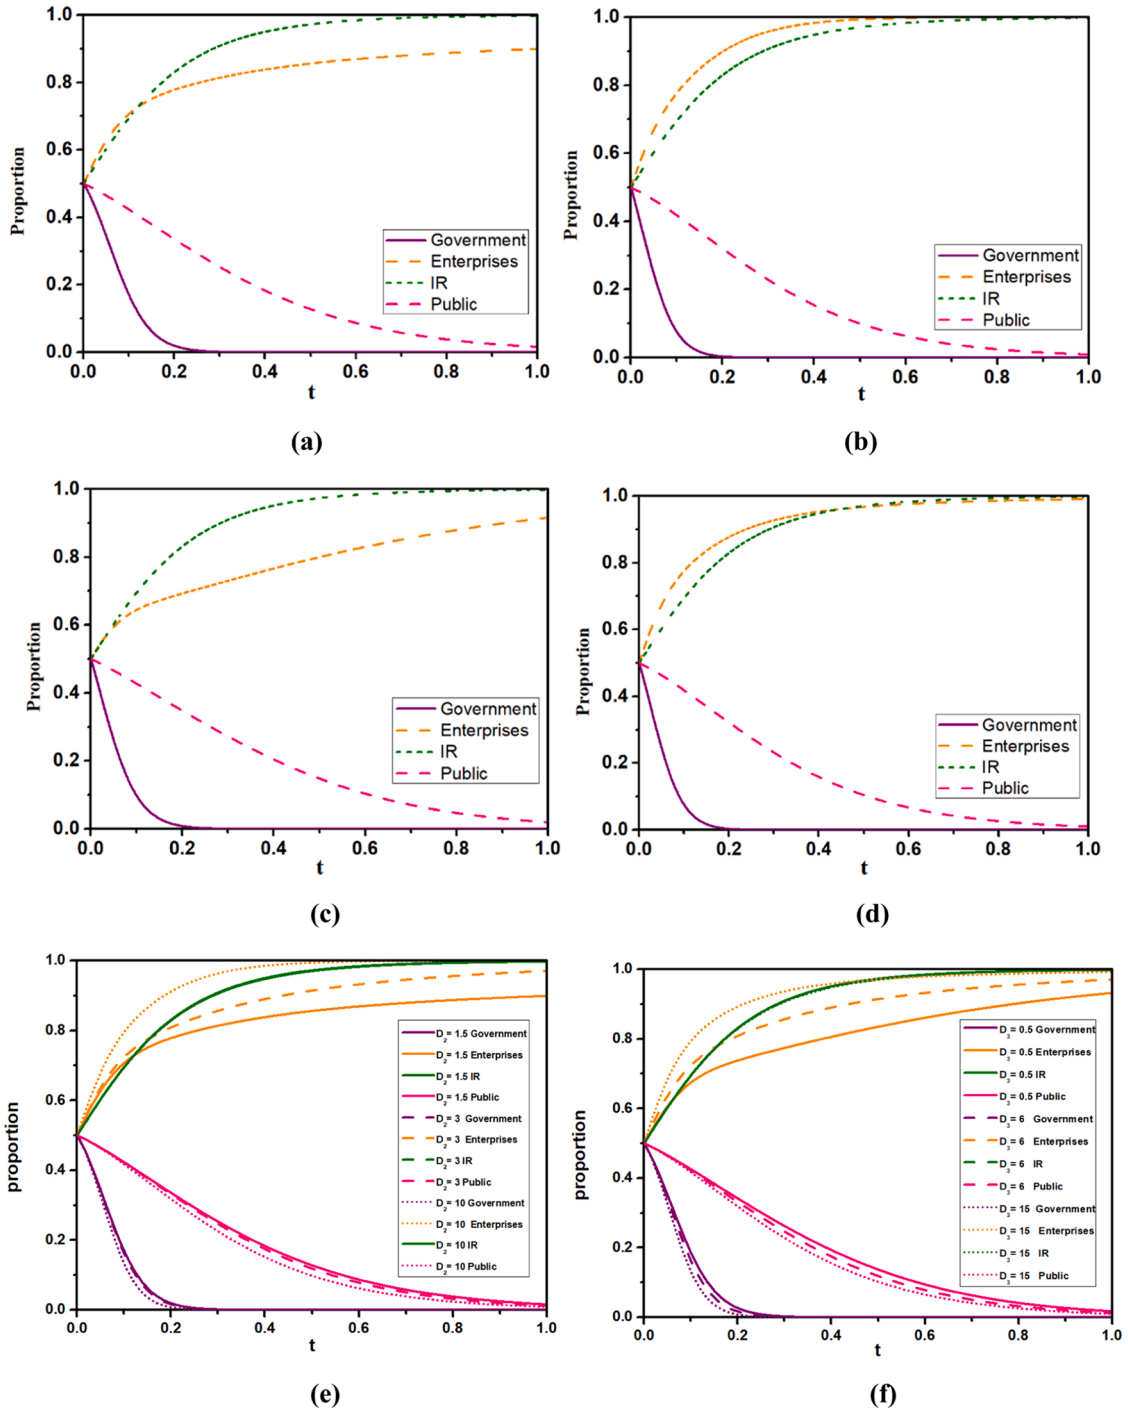 Proportion
1.0
0.8
0.6
0.4
0.2
0.0
Government
Enterprises
IR
Public
0.0 0.2 0.4 0.6 0.8 1.0
t
(a)
Proportion
1.0
0.8
0.6
0.4
0.2
0.0
Government
Enterprises
IR
Public
0.0 0.2 0.4 0.6 0.8 1.0
t
(b)
Proportion
1.0
0.8
0.6
0.4
0.2
0.0
Government
Enterprises
IR
Public
0.0 0.2 0.4 0.6 0.8 1.0
t
(c)
Proportion
1.0
0.8
0.6
0.4
0.2
0.0
Government
Enterprises
IR
Public
0.0 0.2 0.4 0.6 0.8 1.0
t
(d)
proportion
1.0
0.8
0.6
0.4
0.2
0.0
D₂= 1.5 Government
D₂= 1.5 Enterprises
D₂= 1.5 IR
D₂= 1.5 Public
D₂= 3 Government
D₂= 3 Enterprises
D₂= 3 IR
D₂= 3 Public
D₂= 10 Government
D₂= 10 Enterprises
D₂= 10 IR
D₂= 10 Public
0.0 0.2 0.4 0.6 0.8 1.0
t
(e)
proportion
1.0
0.8
0.6
0.4
0.2
0.0
D₃= 0.5 Government
D₃= 0.5 Enterprises
D₃= 0.5 IR
D₃= 0.5 Public
D₃= 6 Government
D₃= 6 Enterprises
D₃= 6 IR
D₃= 6 Public
D₃= 15 Government
D₃= 15 Enterprises
D₃= 15 IR
D₃= 15 Public
0.0 0.2 0.4 0.6 0.8 1.0
t
(f)